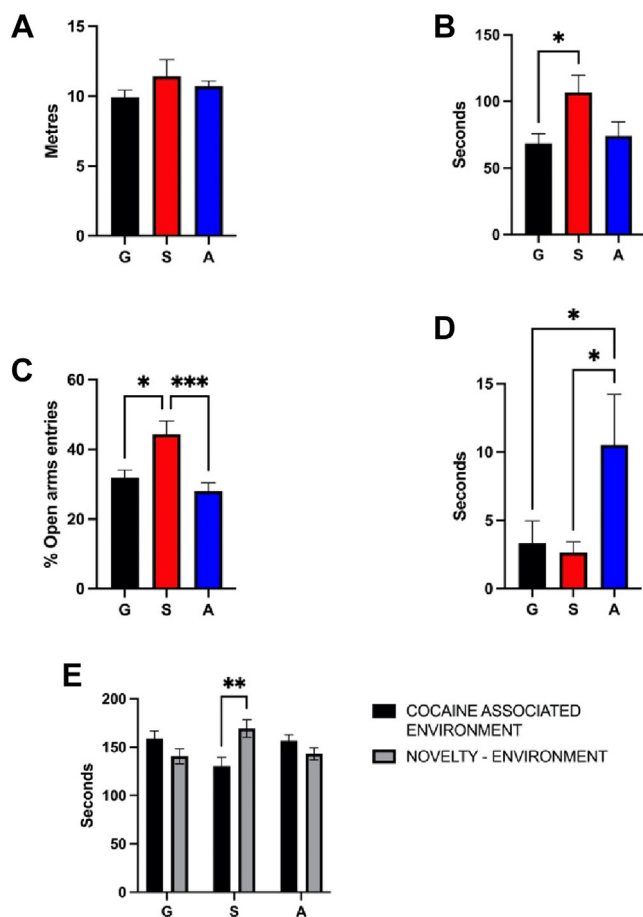 A
15
10
5
0
Metres
G S A
B
150
100
50
0
Seconds
*
G S A
C
60
40
20
0
% Open arms entries
* ***
G S A
D
15
10
5
0
Seconds
*
*
G S A
E
200
150
100
50
0
Seconds
**
G S A
COCAINE ASSOCIATED
ENVIRONMENT
NOVELTY - ENVIRONMENT